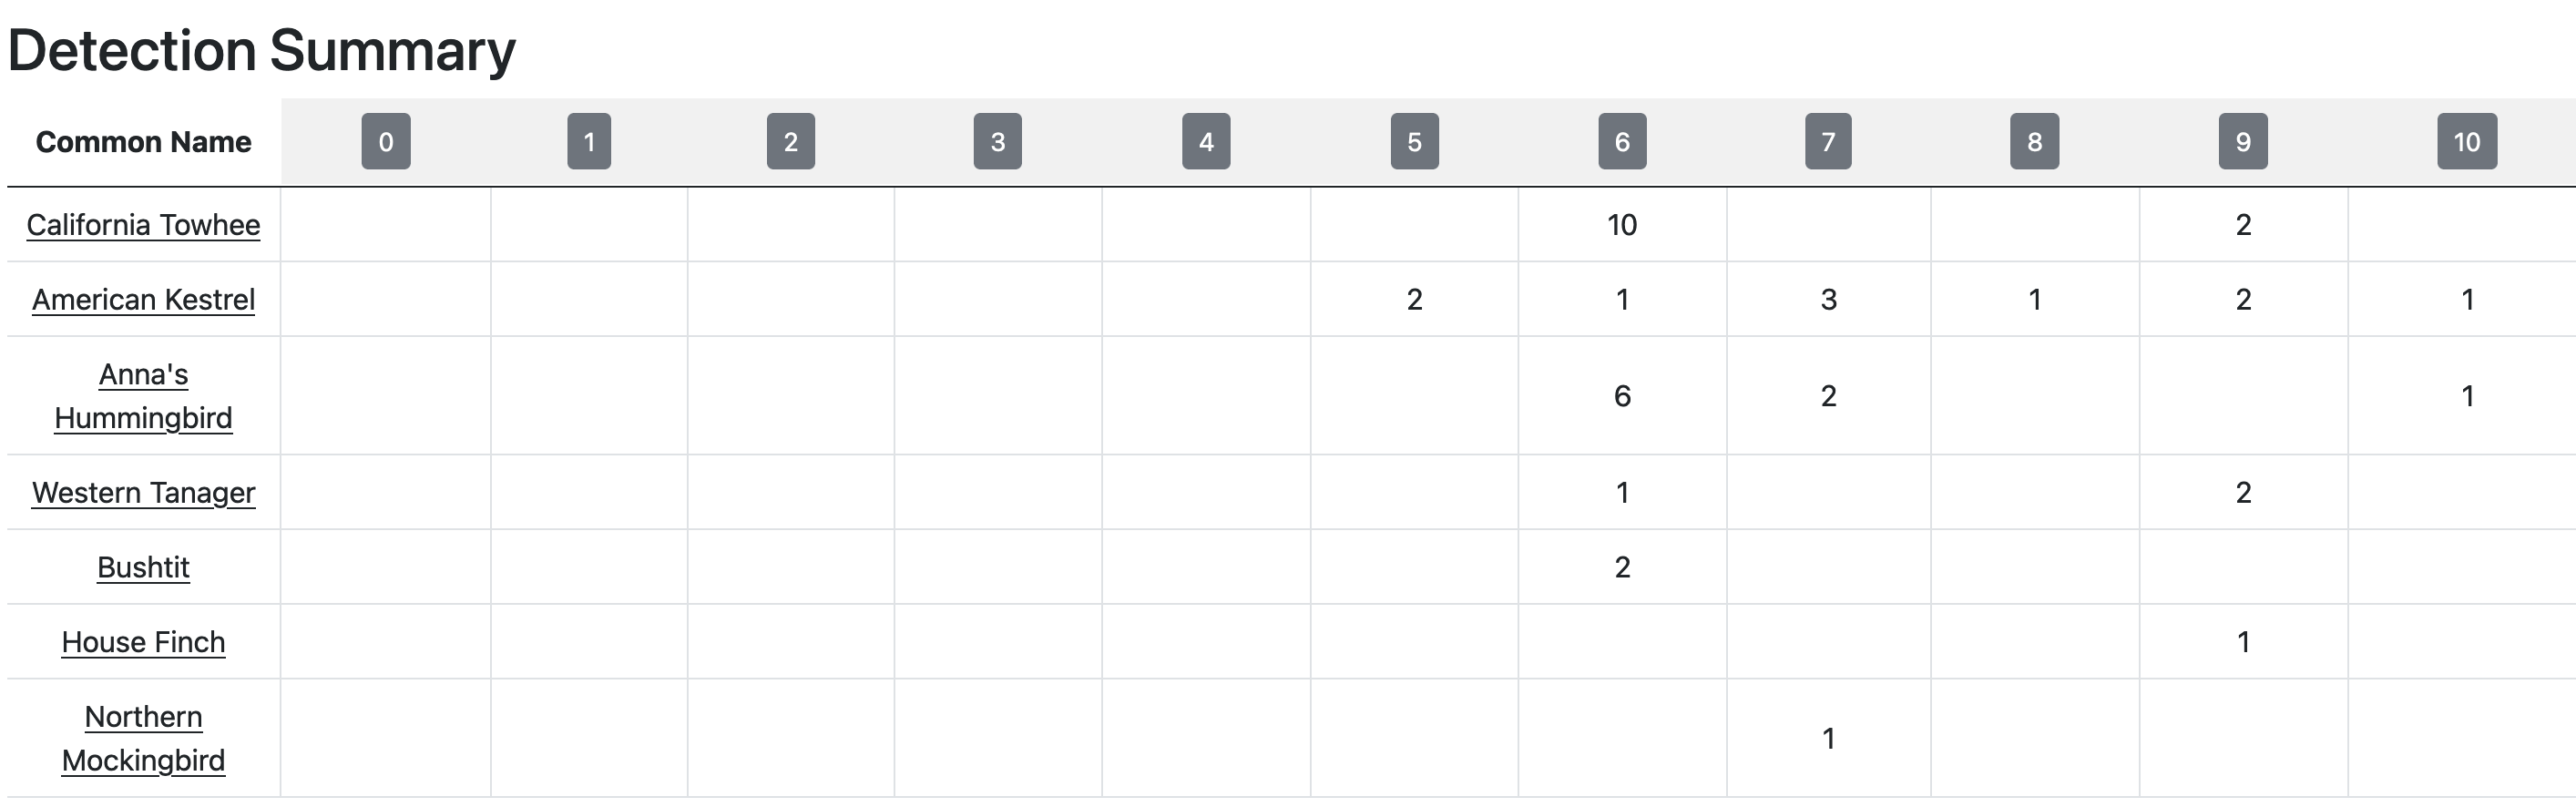 Detection Summary
Common Name 0 1 2 3 4 5 6 7 8 9 10
California Towhee 10 2
American Kestrel 2 1 3 1 2 1
Anna's
Hummingbird 6 2 1
Western Tanager 1 2
Bushtit 2
House Finch 1
Northern
Mockingbird 1